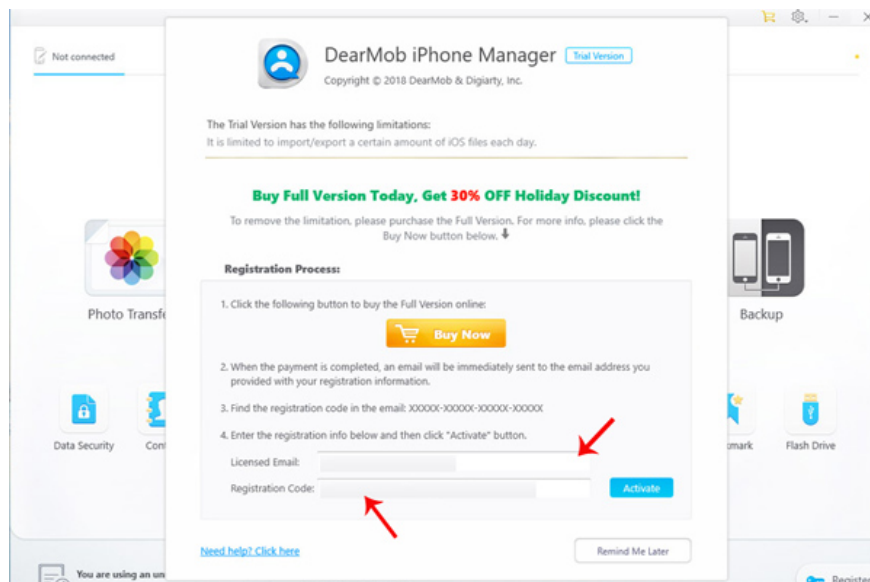 Not connected
DearMob iPhone Manager
Trial Version
Copyright © 2018 DearMob & Digiarty, Inc.
The Trial Version has the following limitations:
It is limited to import/export a certain amount of iOS files each day.
Buy Full Version Today, Get 30% OFF Holiday Discount!
To remove the limitation, please purchase the Full Version. For more info, please click the
Buy Now button below.
Registration Process:
1. Click the following button to buy the Full Version online:
Buy Now
2. When the payment is completed, an email will be immediately sent to the email address you
provided with your registration information.
3. Find the registration code in the email: XXXXX-XXXXX-XXXXX-XXXXX
4. Enter the registration info below and then click "Activate" button.
Licensed Email:
Registration Code:
Activate
Need help? Click here
Remind Me Later
Photo Transfe
Backup
Data Security
Con
mark
Flash Drive
You are using an un
Register